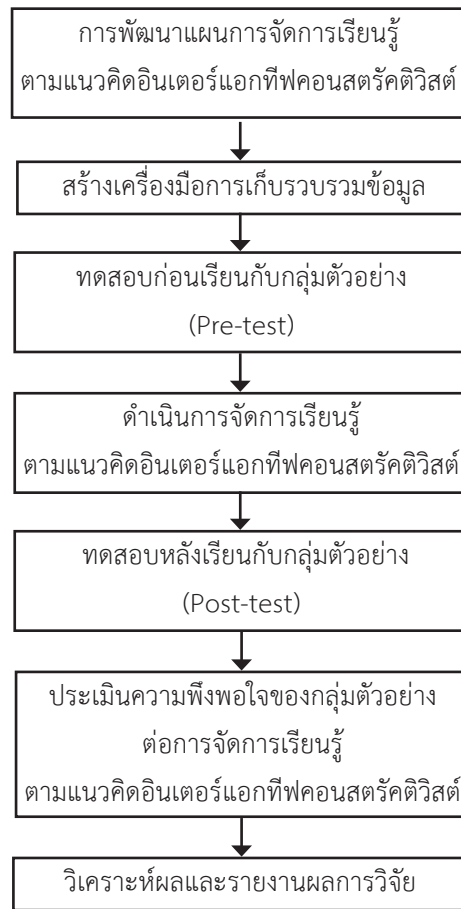 การพัฒนาแผนการจัดการเรียนรู้
ตามแนวคิดอินเตอร์แอกทีฟคอนสตรัคติวิสต์
สร้างเครื่องมือการเก็บรวบรวมข้อมูล
ทดสอบก่อนเรียนกับกลุ่มตัวอย่าง
(Pre-test)
ดำเนินการจัดการเรียนรู้
ตามแนวคิดอินเตอร์แอกทีฟคอนสตรัคติวิสต์
ทดสอบหลังเรียนกับกลุ่มตัวอย่าง
(Post-test)
ประเมินความพึงพอใจของกลุ่มตัวอย่าง
ต่อการจัดการเรียนรู้
ตามแนวคิดอินเตอร์แอกทีฟคอนสตรัคติวิสต์
วิเคราะห์ผลและรายงานผลการวิจัย